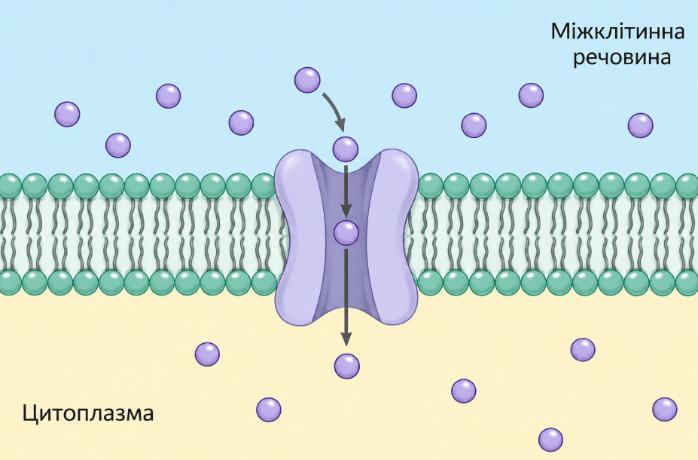 Міжклітинна
речовина
Цитоплазма